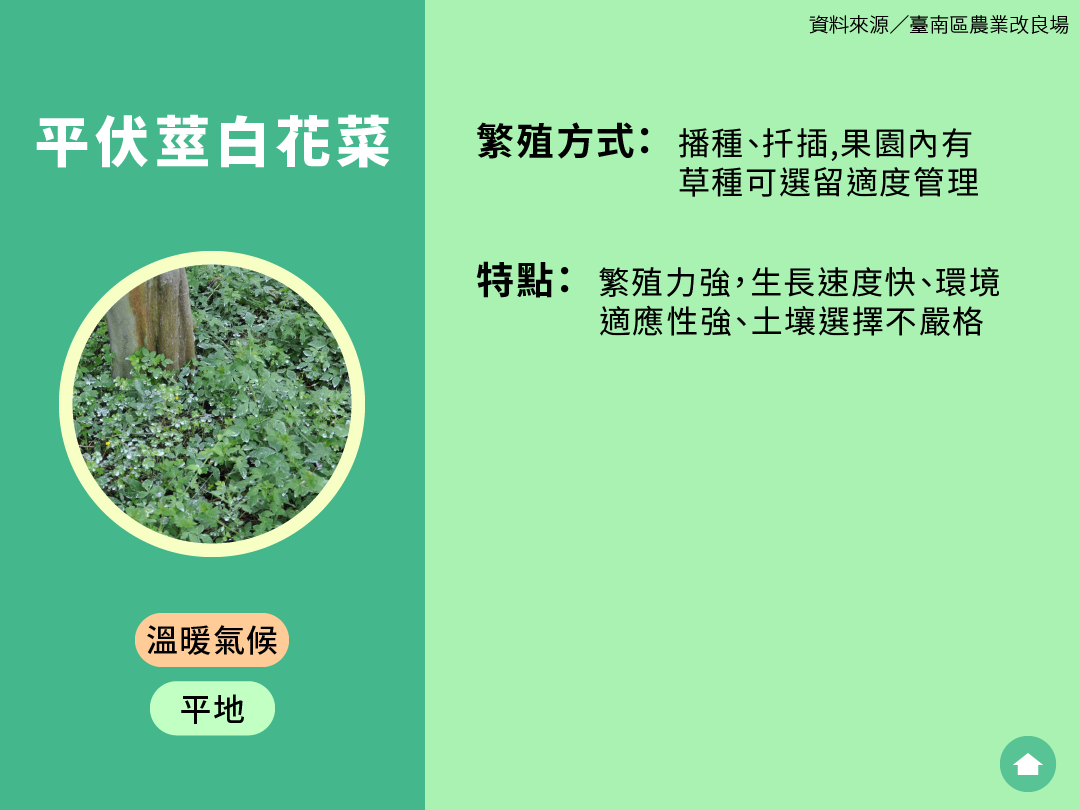 資料來源／臺南區農業改良場
平伏莖白花菜
繁殖方式：播種、扦插,果園內有
草種可選留適度管理
特點：繁殖力強，生長速度快、環境
適應性強、土壤選擇不嚴格
溫暖氣候
平地